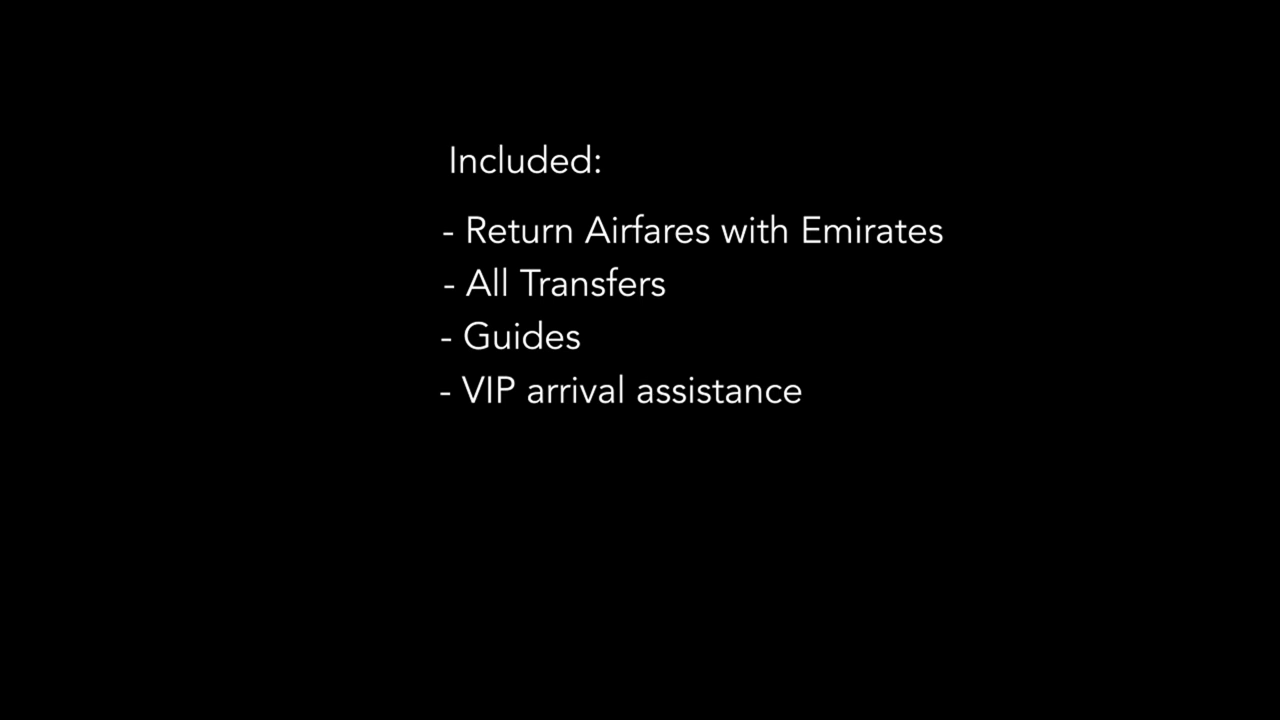 Included:
- Return Airfares with Emirates
- All Transfers
- Guides
- VIP arrival assistance